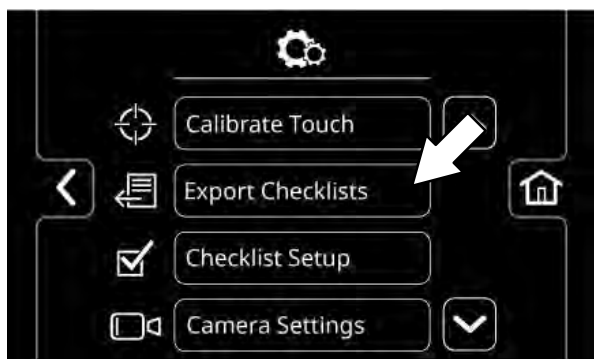 Calibrate Touch
Export Checklists
Checklist Setup
Camera Settings